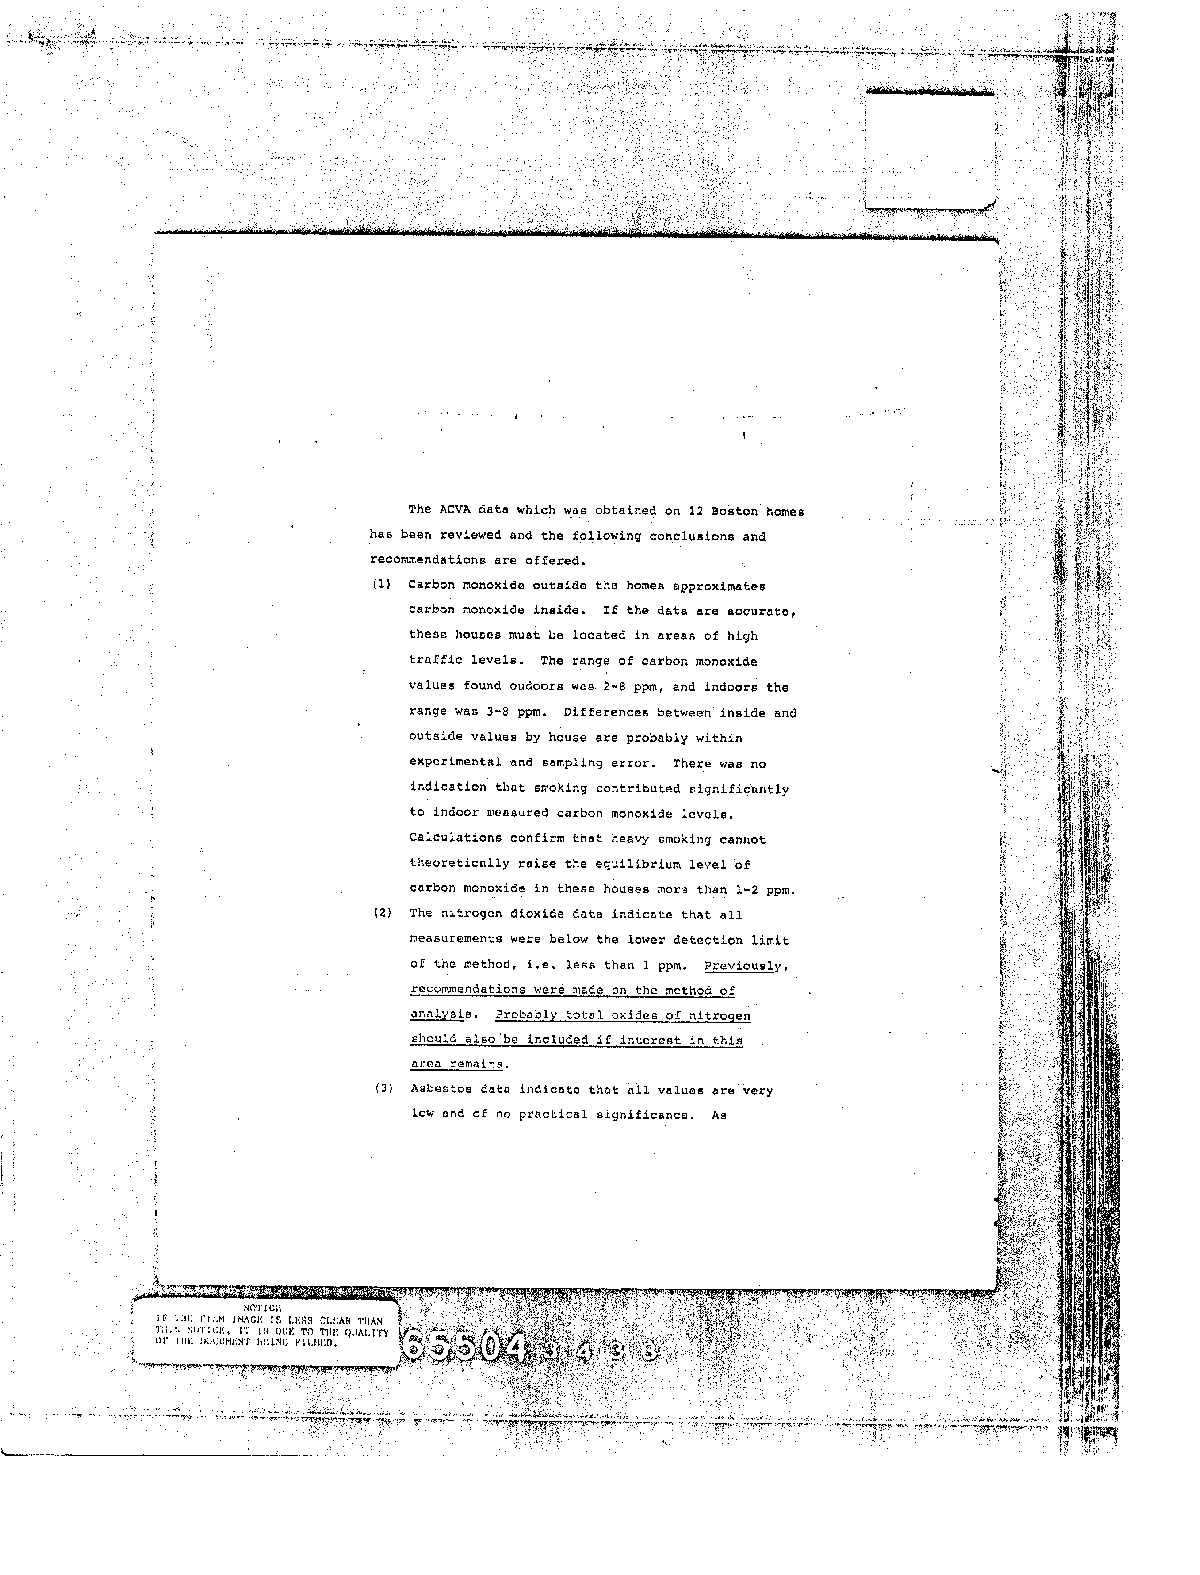 The ACVA data which was obtained on 12 Boston homes
has been reviewed and the following conclusions and
recommendations are offered.
(1) Carbon monoxide outside the homes approximates
carbon monoxide inside. If the data are accurate,
these houses must be located in areas of high
traffic levels. The range of carbon monoxide
values found oudoors was 2-8 ppm, and indoors the
range was 3-8 ppm. Differences between inside and
outside values by house are probably within
experimental and sampling error. There was no
indication that smoking contributed significantly
to indoor measured carbon monoxide levels.
Calculations confirm that heavy smoking cannot
theoretically raise the equilibrium level of
carbon monoxide in these houses more than 1-2 ppm.
(2) The nitrogen dioxide data indicate that all
measurements were below the lower detection limit
of the method, i.e. less than 1 ppm. Previously,
recommendations were made on the method of
analysis. Probably total oxides of nitrogen
should also be included if interest in this
area remains.
(3) Asbestos data indicate that all values are very
low and of no practical significance. As
NOTICE
IF THE FILM IMAGE IS LESS CLEAR THAN
THIS NOTICE, IT IS DUE TO THE QUALITY
OF THE DOCUMENT BEING FILMED.
65504 3433